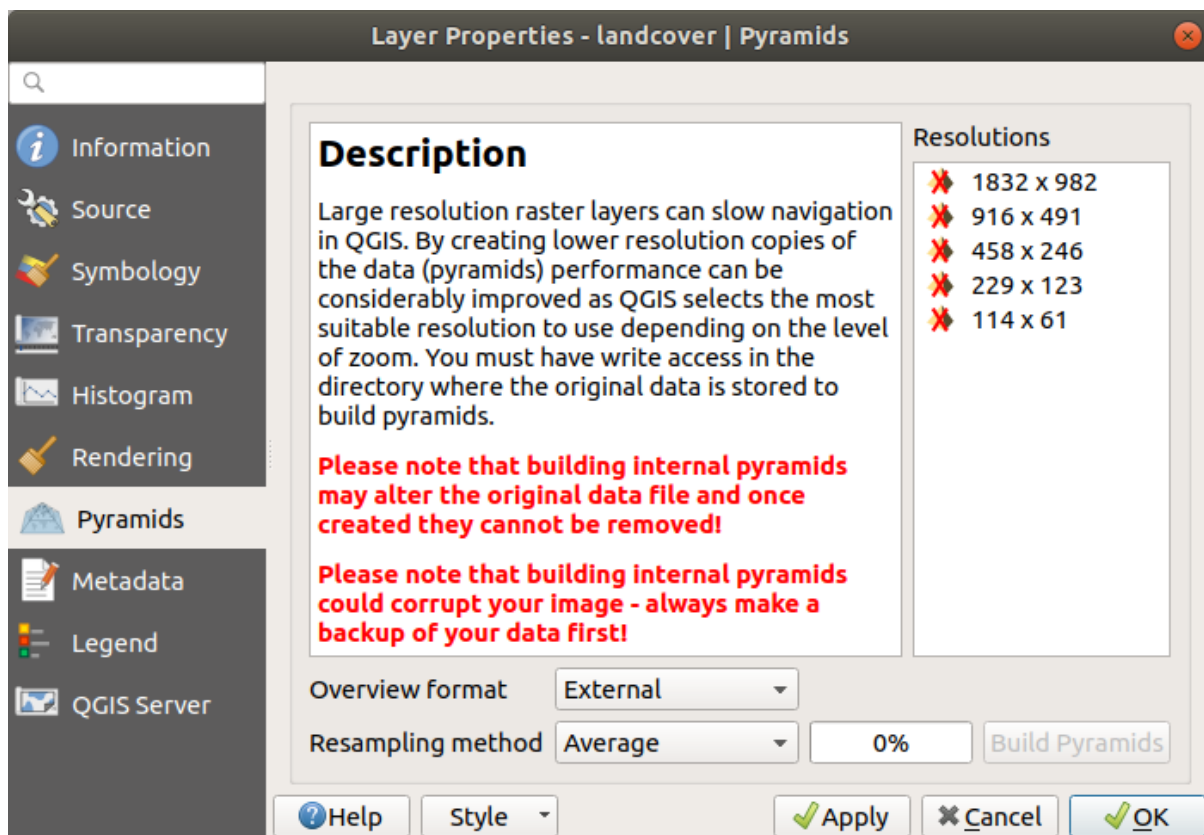 Layer Properties - landcover | Pyramids
Information
Source
Symbology
Transparency
Histogram
Rendering
Pyramids
Metadata
Legend
QGIS Server
Description
Large resolution raster layers can slow navigation
in QGIS. By creating lower resolution copies of
the data (pyramids) performance can be
considerably improved as QGIS selects the most
suitable resolution to use depending on the level
of zoom. You must have write access in the
directory where the original data is stored to
build pyramids.
Please note that building internal pyramids
may alter the original data file and once
created they cannot be removed!
Please note that building internal pyramids
could corrupt your image - always make a
backup of your data first!
Resolutions
1832 x 982
916 x 491
458 x 246
229 x 123
114 x 61
Overview format External
Resampling method Average 0% Build Pyramids
Help Style Apply Cancel OK